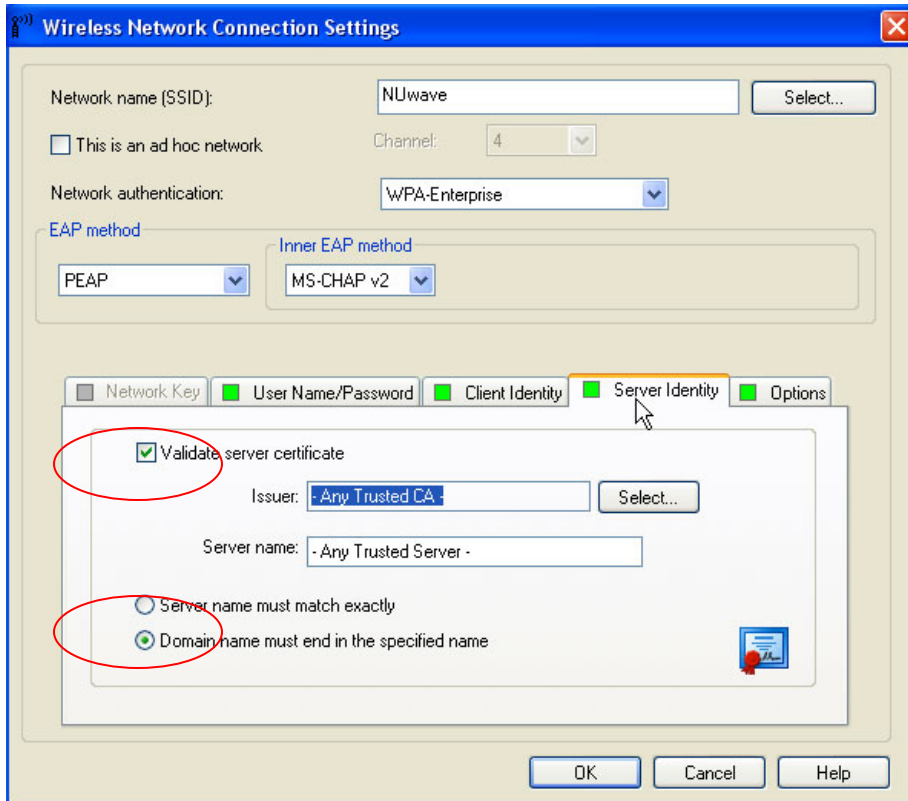 Wireless Network Connection Settings
Network name (SSID): NUwave Select...
This is an ad hoc network Channel: 4
Network authentication: WPA-Enterprise
EAP method
Inner EAP method
PEAP MS-CHAP v2
Network Key User Name/Password Client Identity Server Identity Options
Validate server certificate
Issuer: - Any Trusted CA - Select...
Server name: - Any Trusted Server -
Server name must match exactly
Domain name must end in the specified name
OK Cancel Help